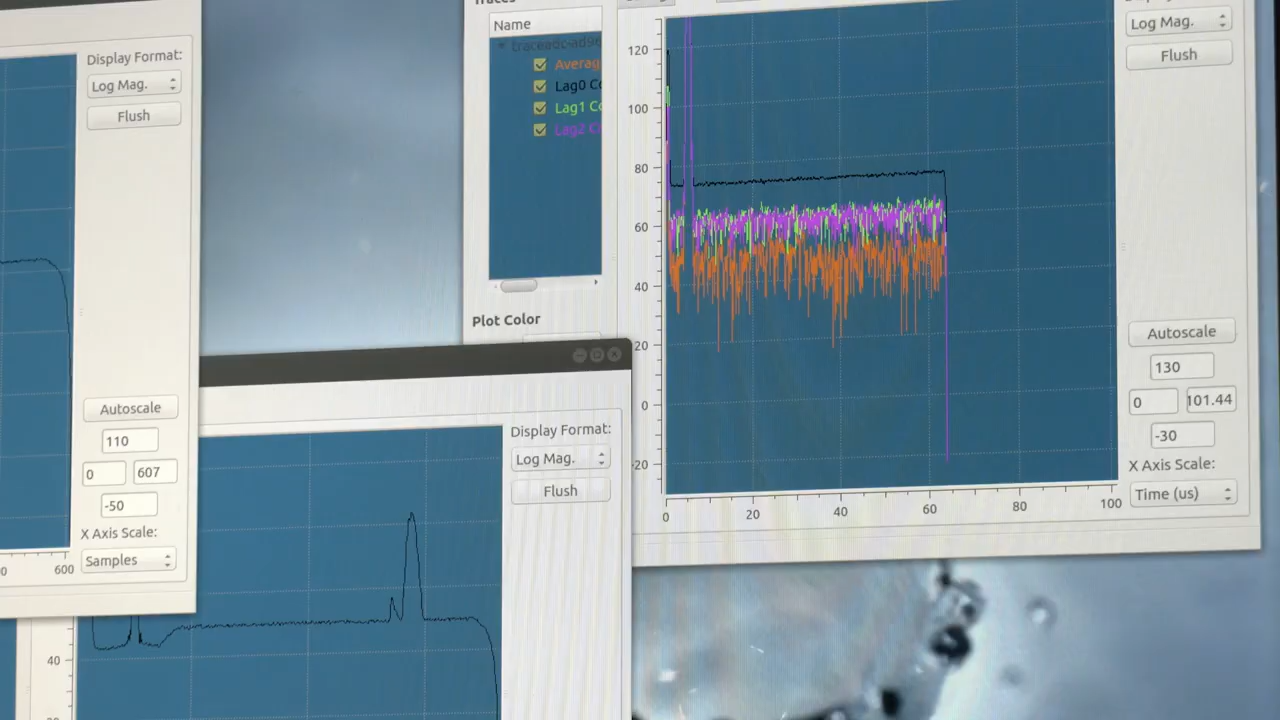 Display Format:
Log Mag.
Flush
Autoscale
110
0
607
-50
X Axis Scale:
Samples
600
Name
Lag0
Lag1
Lag2
Plot Color
120
100
80
60
40
20
0
20
0
20
40
60
80
100
Log Mag.
Flush
Autoscale
130
0
101.44
-30
X Axis Scale:
Time (us)
Display Format:
Log Mag.
Flush
40